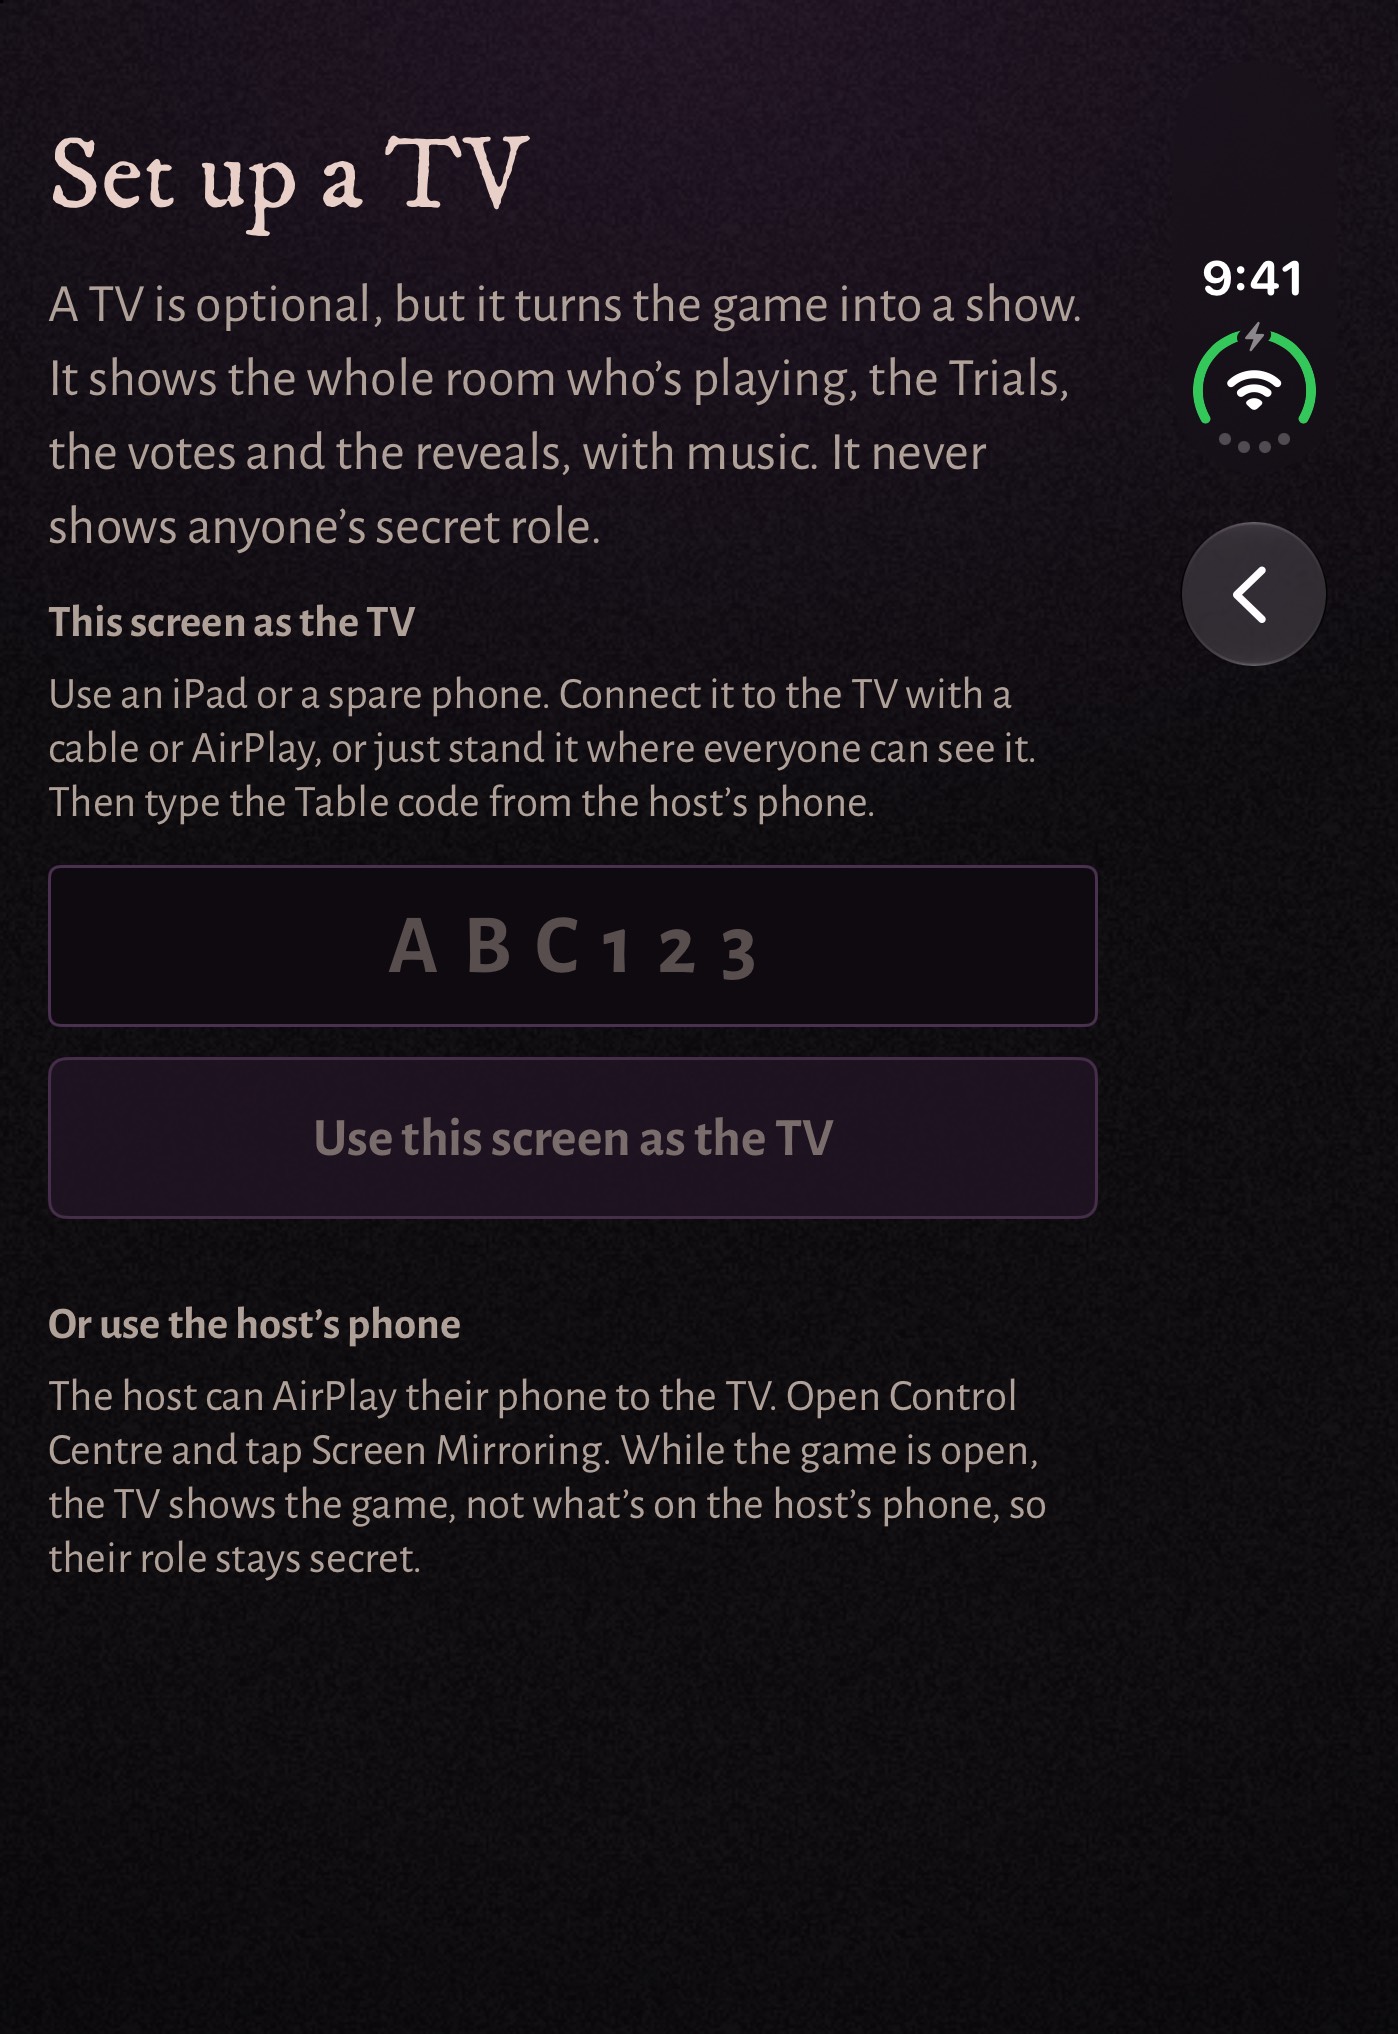 Set up a TV
9:41
A TV is optional, but it turns the game into a show.
It shows the whole room who’s playing, the Trials,
the votes and the reveals, with music. It never
shows anyone’s secret role.
This screen as the TV
Use an iPad or a spare phone. Connect it to the TV with a
cable or AirPlay, or just stand it where everyone can see it.
Then type the Table code from the host’s phone.
A B C 1 2 3
Use this screen as the TV
Or use the host’s phone
The host can AirPlay their phone to the TV. Open Control
Centre and tap Screen Mirroring. While the game is open,
the TV shows the game, not what’s on the host’s phone, so
their role stays secret.